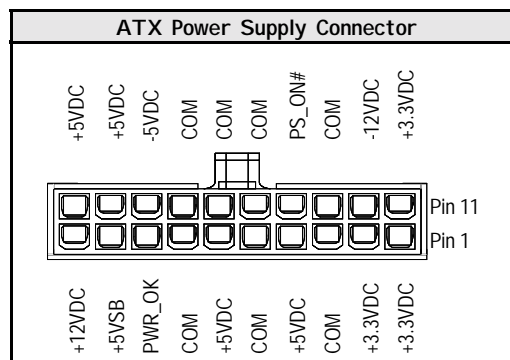 ATX Power Supply Connector
+5VDC
+5VDC
-5VDC
COM
COM
COM
PS_ON#
COM
-12VDC
+3.3VDC
Pin 11
Pin 1
+12VDC
+5VSB
PWR_OK
COM
+5VDC
COM
+5VDC
COM
+3.3VDC
+3.3VDC